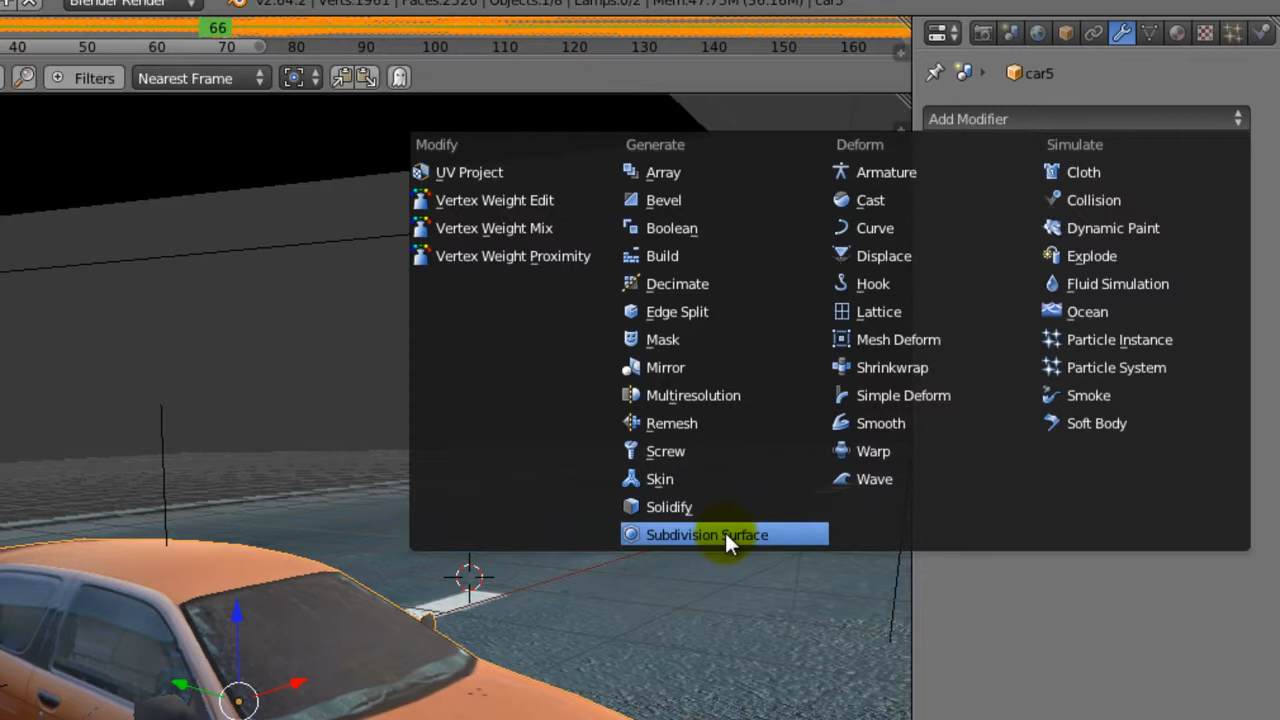 Blender Render
v2.64.2 | Verts:1961 | Faces:2320 | Objects:1/8 | Lamps:0/2 | Mem:47.75M (36.16M) | car5
66
40 50 60 70 80 90 100 110 120 130 140 150 160
Filters Nearest Frame
car5
Add Modifier
Modify
UV Project
Vertex Weight Edit
Vertex Weight Mix
Vertex Weight Proximity
Generate
Array
Bevel
Boolean
Build
Decimate
Edge Split
Mask
Mirror
Multiresolution
Remesh
Screw
Skin
Solidify
Subdivision Surface
Deform
Armature
Cast
Curve
Displace
Hook
Lattice
Mesh Deform
Shrinkwrap
Simple Deform
Smooth
Warp
Wave
Simulate
Cloth
Collision
Dynamic Paint
Explode
Fluid Simulation
Ocean
Particle Instance
Particle System
Smoke
Soft Body